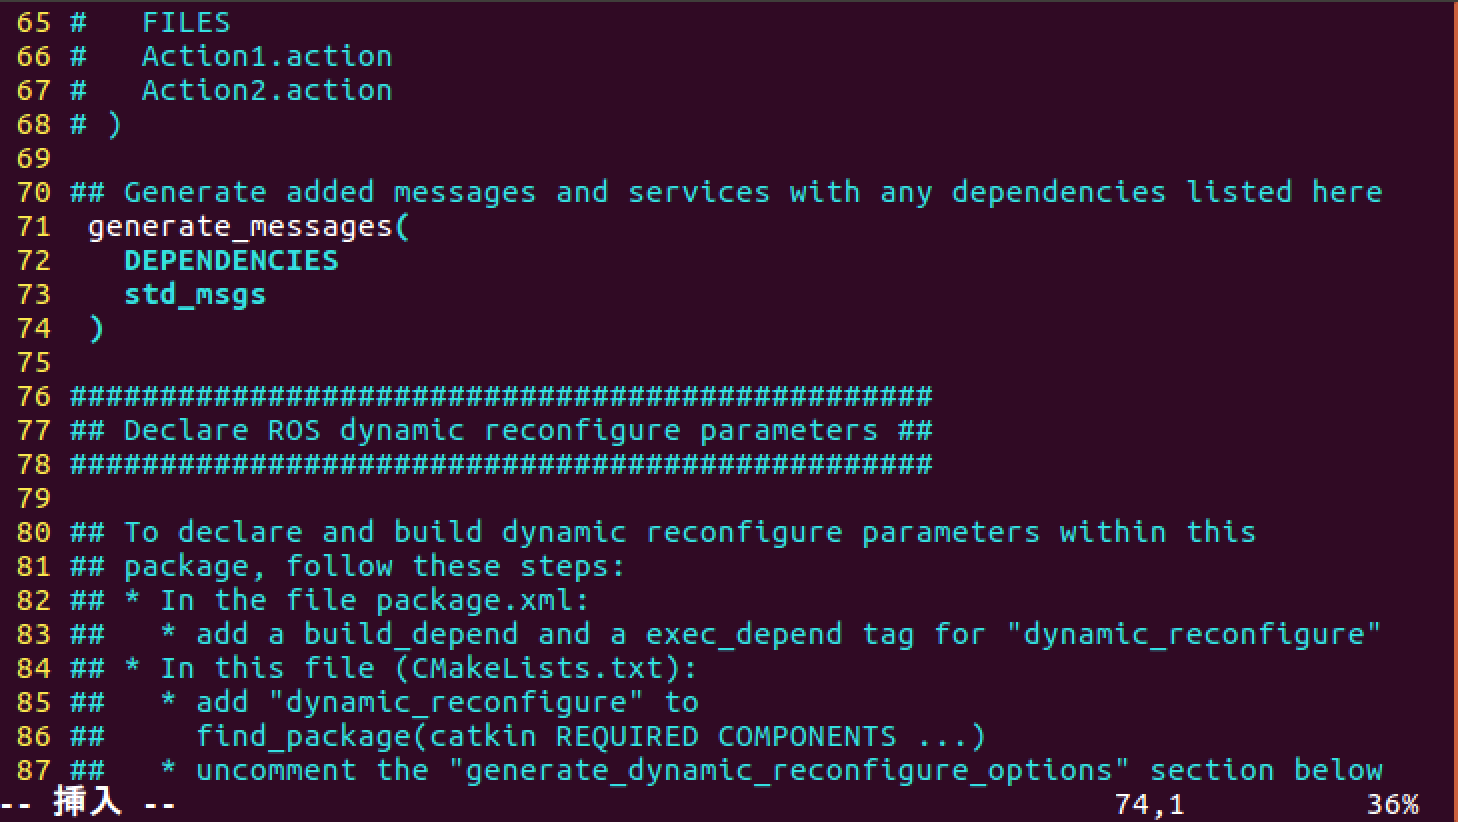 65 #   FILES
66 #   Action1.action
67 #   Action2.action
68 # )
69
70 ## Generate added messages and services with any dependencies listed here
71  generate_messages(
72    DEPENDENCIES
73    std_msgs
74  )
75
76 ################################################
77 ## Declare ROS dynamic reconfigure parameters ##
78 ################################################
79
80 ## To declare and build dynamic reconfigure parameters within this
81 ## package, follow these steps:
82 ## * In the file package.xml:
83 ##   * add a build_depend and a exec_depend tag for "dynamic_reconfigure"
84 ## * In this file (CMakeLists.txt):
85 ##   * add "dynamic_reconfigure" to
86 ##     find_package(catkin REQUIRED COMPONENTS ...)
87 ##   * uncomment the "generate_dynamic_reconfigure_options" section below
-- 插入 -- 74,1 36%